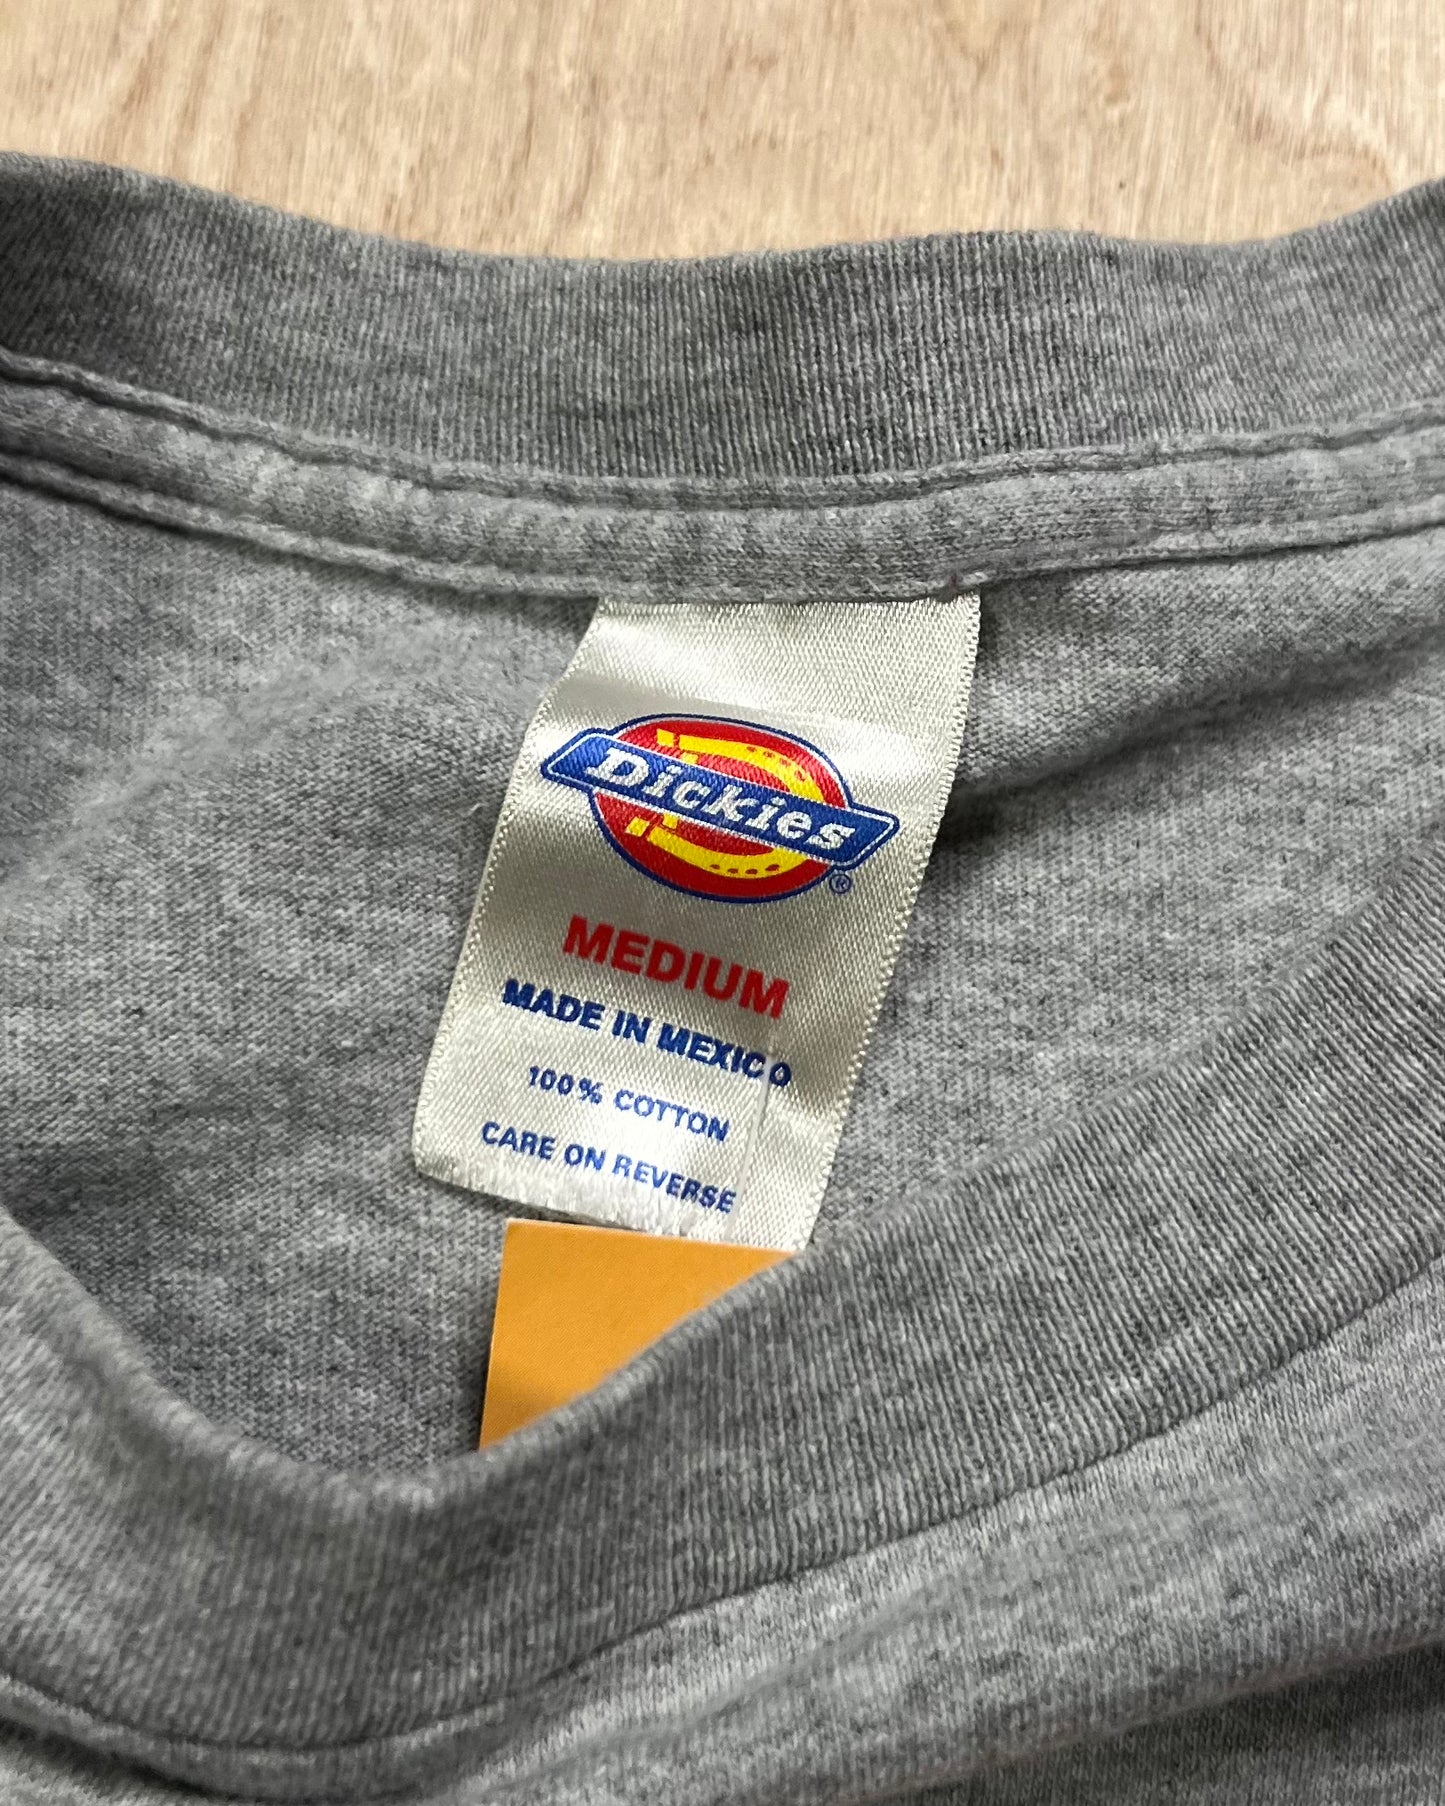 Dickies
®
MEDIUM
MADE IN MEXICO
100% COTTON
CARE ON REVERSE